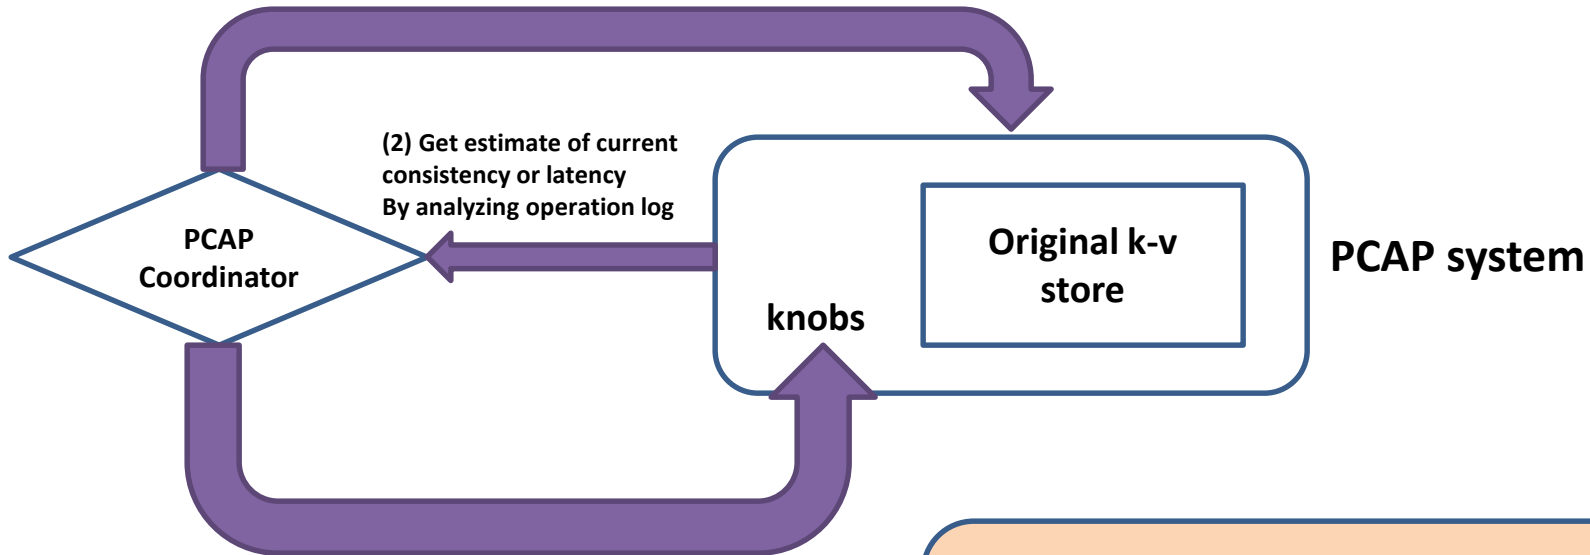 (2) Get estimate of current
consistency or latency
By analyzing operation log
PCAP
Coordinator
Original k-v
store
knobs
PCAP system